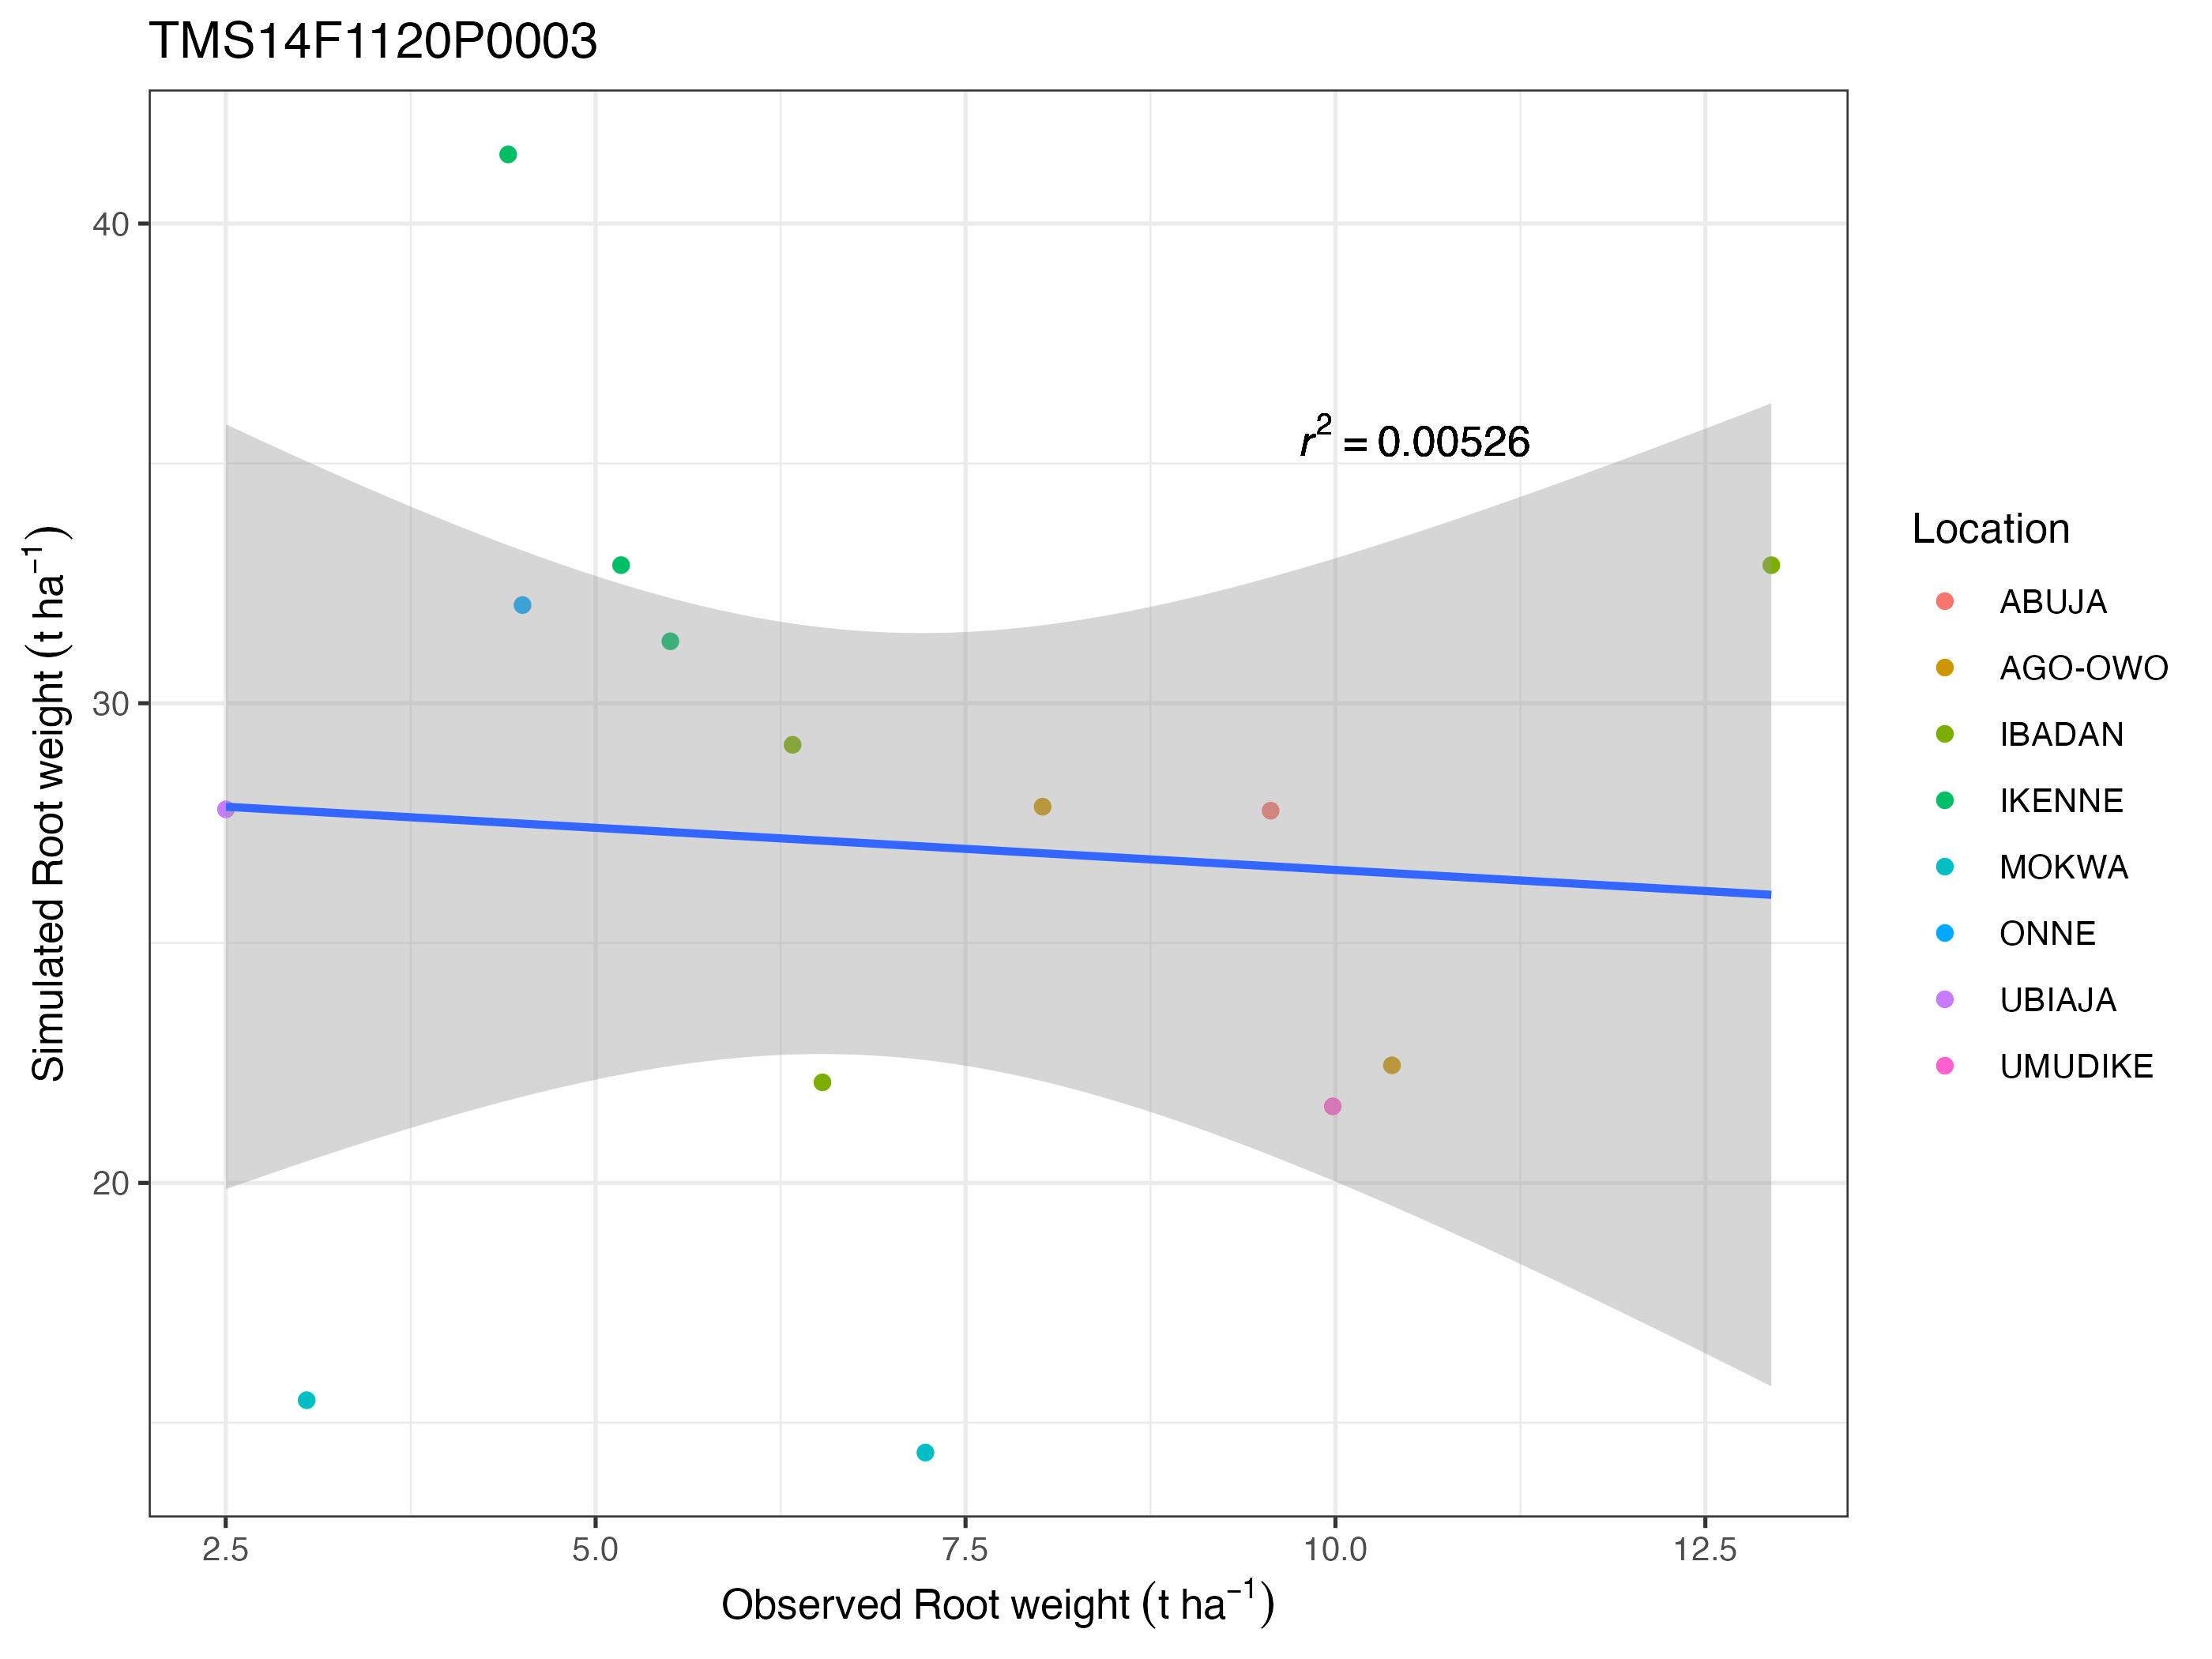 TMS14F1120P0003
r² = 0.00526
40
30
20
Simulated Root weight (t ha⁻¹)
2.5 5.0 7.5 10.0 12.5
Observed Root weight (t ha⁻¹)
Location
ABUJA
AGO-OWO
IBADAN
IKENNE
MOKWA
ONNE
UBIAJA
UMUDIKE